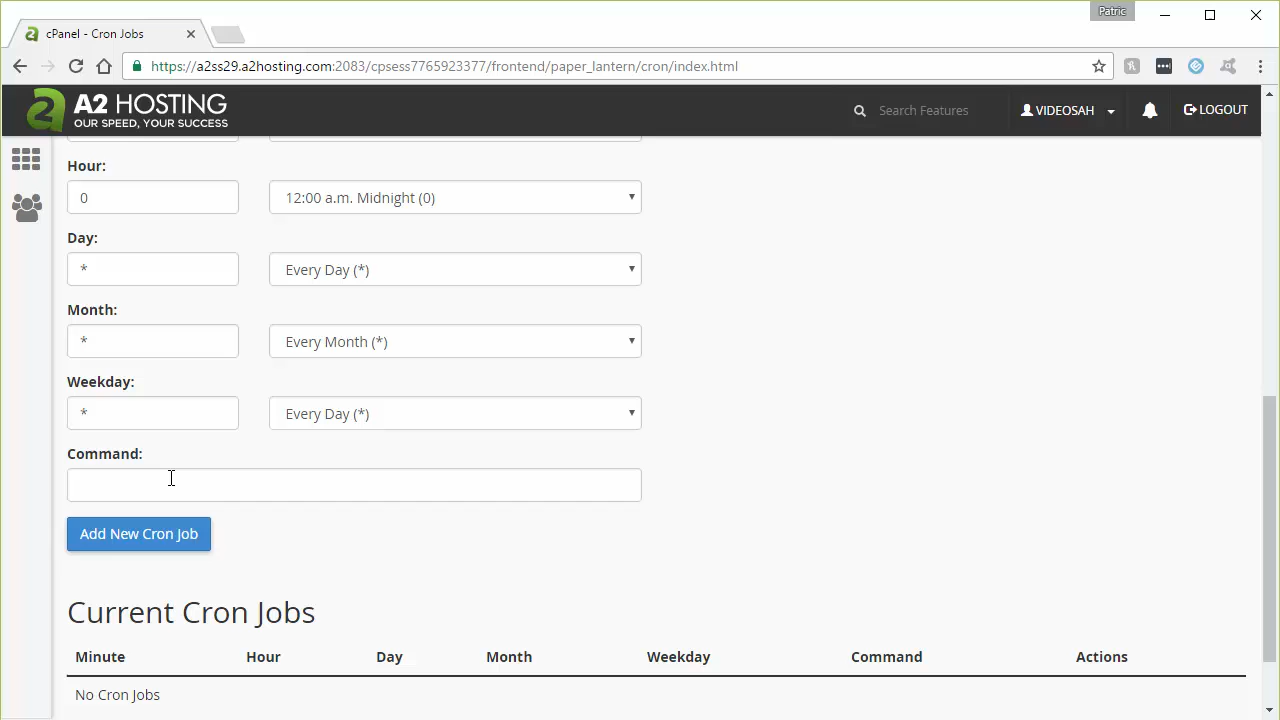 Patric
cPanel - Cron Jobs
https://a2ss29.a2hosting.com:2083/cpsess7765923377/frontend/paper_lantern/cron/index.html
A2 HOSTING
OUR SPEED, YOUR SUCCESS
Search Features
VIDEOSAH
LOGOUT
Hour:
0
12:00 a.m. Midnight (0)
Day:
*
Every Day (*)
Month:
*
Every Month (*)
Weekday:
*
Every Day (*)
Command:
Add New Cron Job
Current Cron Jobs
Minute Hour Day Month Weekday Command Actions
No Cron Jobs